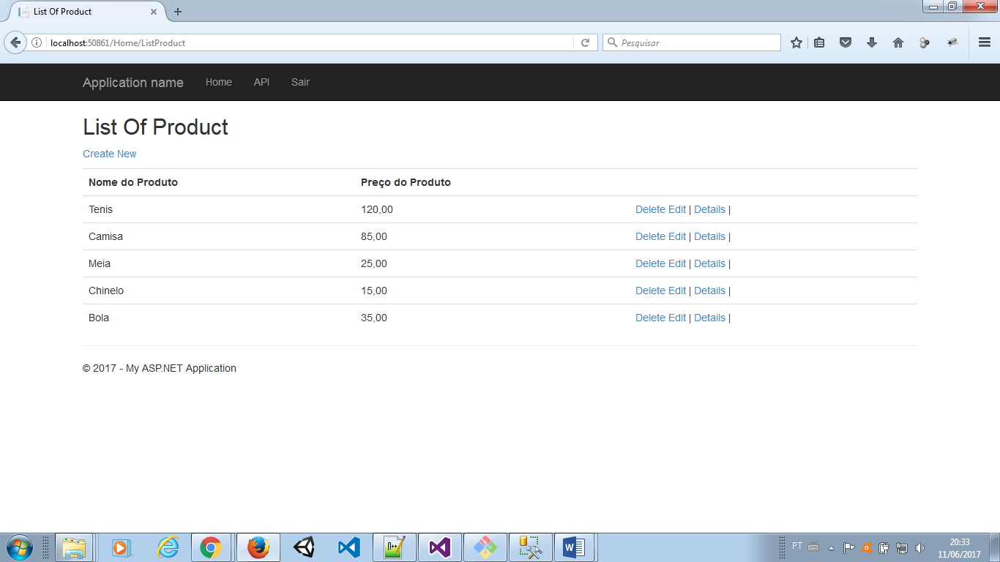 List Of Product
localhost:50861/Home/ListProduct
Pesquisar
Application name Home API Sair
List Of Product
Create New
Nome do Produto Preço do Produto
Tenis 120,00 Delete Edit | Details |
Camisa 85,00 Delete Edit | Details |
Meia 25,00 Delete Edit | Details |
Chinelo 15,00 Delete Edit | Details |
Bola 35,00 Delete Edit | Details |
© 2017 - My ASP.NET Application
PT
20:33
11/06/2017